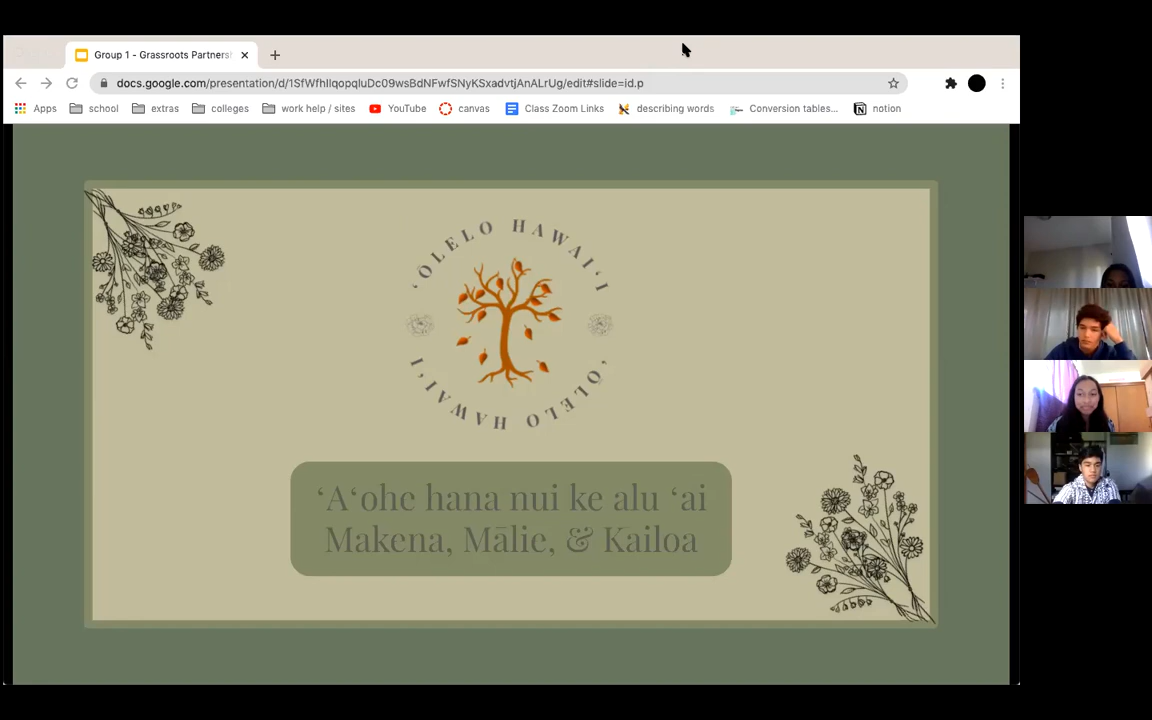 Group 1 - Grassroots Partnersh
docs.google.com/presentation/d/1SfWfhIlqopqluDc09wsBdNFwfSNyKSxadvtjAnALrUg/edit#slide=id.p
Apps school extras colleges work help / sites YouTube canvas Class Zoom Links describing words Conversion tables... notion
ʻŌLELO HAWAIʻI
ʻOLELO HAWAIʻI
ʻAʻohe hana nui ke alu ʻai
Makena, Mālie, & Kailoa